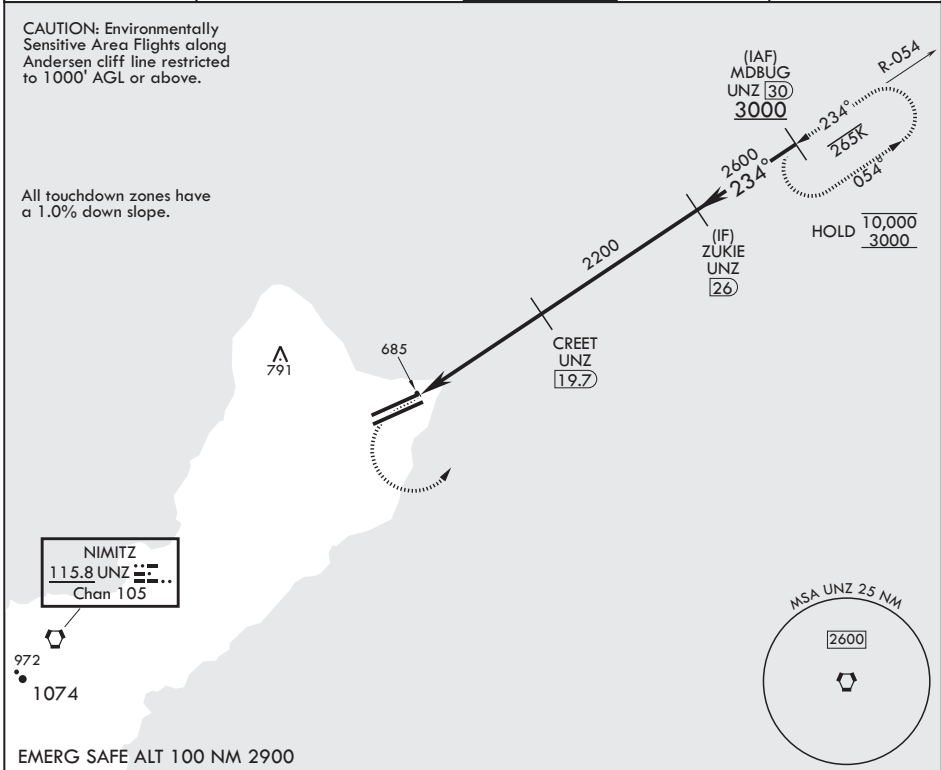 CAUTION: Environmentally
Sensitive Area Flights along
Andersen cliff line restricted
to 1000' AGL or above.
(IAF)
MDBUG
UNZ 30
3000
R-054
234°
265K
054°
HOLD 10,000
3000
2600
234°
All touchdown zones have
a 1.0% down slope.
(IF)
ZUKIE
UNZ
26
2200
CREET
UNZ
19.7
685
791
NIMITZ
115.8 UNZ
Chan 105
972
1074
MSA UNZ 25 NM
2600
EMERG SAFE ALT 100 NM 2900